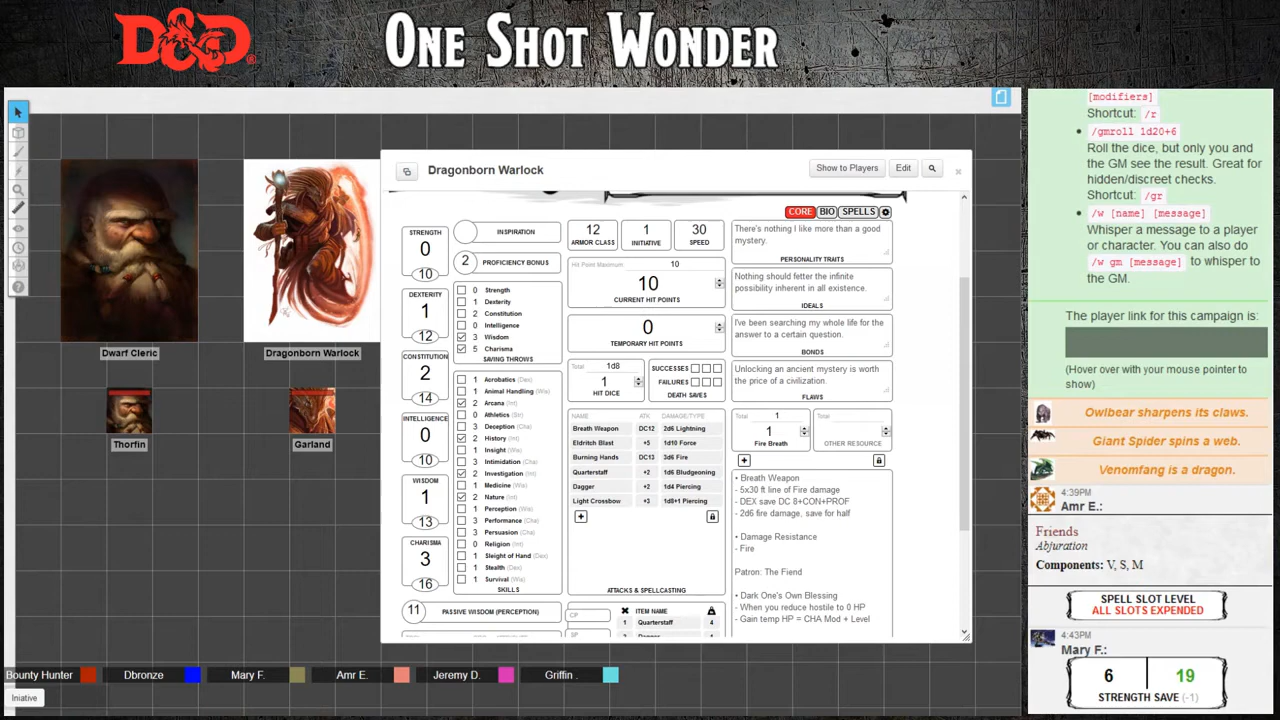 D&D
ONE SHOT WONDER
Dragonborn Warlock
Show to Players
Edit
CORE
BIO
SPELLS
STRENGTH
0
10
DEXTERITY
1
12
CONSTITUTION
2
14
INTELLIGENCE
0
10
WISDOM
1
13
CHARISMA
3
16
INSPIRATION
2 PROFICIENCY BONUS
0 Strength
1 Dexterity
2 Constitution
0 Intelligence
3 Wisdom
5 Charisma
SAVING THROWS
1 Acrobatics (Dex)
1 Animal Handling (Wis)
2 Arcana (Int)
0 Athletics (Str)
3 Deception (Cha)
2 History (Int)
1 Insight (Wis)
3 Intimidation (Cha)
2 Investigation (Int)
1 Medicine (Wis)
2 Nature (Int)
1 Perception (Wis)
3 Performance (Cha)
3 Persuasion (Cha)
0 Religion (Int)
1 Sleight of Hand (Dex)
1 Stealth (Dex)
1 Survival (Wis)
SKILLS
11 PASSIVE WISDOM (PERCEPTION)
12
ARMOR CLASS
1
INITIATIVE
30
SPEED
Hit Point Maximum: 10
10
CURRENT HIT POINTS
0
TEMPORARY HIT POINTS
Total 1d8
1
HIT DICE
SUCCESSES
FAILURES
DEATH SAVES
NAME ATK DAMAGE/TYPE
Breath Weapon DC12 2d6 Lightning
Eldritch Blast +5 1d10 Force
Burning Hands DC13 3d6 Fire
Quarterstaff +2 1d6 Bludgeoning
Dagger +2 1d4 Piercing
Light Crossbow +3 1d8+1 Piercing
ATTACKS & SPELLCASTING
CP
SP
ITEM NAME
1 Quarterstaff 4
There's nothing I like more than a good
mystery.
PERSONALITY TRAITS
Nothing should fetter the infinite
possibility inherent in all existence.
IDEALS
I've been searching my whole life for the
answer to a certain question.
BONDS
Unlocking an ancient mystery is worth
the price of a civilization.
FLAWS
Total 1
1
Fire Breath
Total
OTHER RESOURCE
• Breath Weapon
- 5x30 ft line of Fire damage
- DEX save DC 8+CON+PROF
- 2d6 fire damage, save for half
• Damage Resistance
- Fire
Patron: The Fiend
• Dark One's Own Blessing
- When you reduce hostile to 0 HP
- Gain temp HP = CHA Mod + Level
Dwarf Cleric
Dragonborn Warlock
Thorfin
Garland
Bounty Hunter
Dbronze
Mary F.
Amr E.
Jeremy D.
Griffin .
Iniative
[modifiers]
Shortcut: /r
• /gmroll 1d20+6
Roll the dice, but only you and
the GM see the result. Great for
hidden/discreet checks.
Shortcut: /gr
• /w [name] [message]
Whisper a message to a player
or character. You can also do
/w gm [message] to whisper to
the GM.
The player link for this campaign is:
(Hover over with your mouse pointer to
show)
Owlbear sharpens its claws.
Giant Spider spins a web.
Venomfang is a dragon.
4:39PM
Amr E.:
Friends
Abjuration
Components: V, S, M
SPELL SLOT LEVEL
ALL SLOTS EXPENDED
4:43PM
Mary F.:
6 19
STRENGTH SAVE (-1)